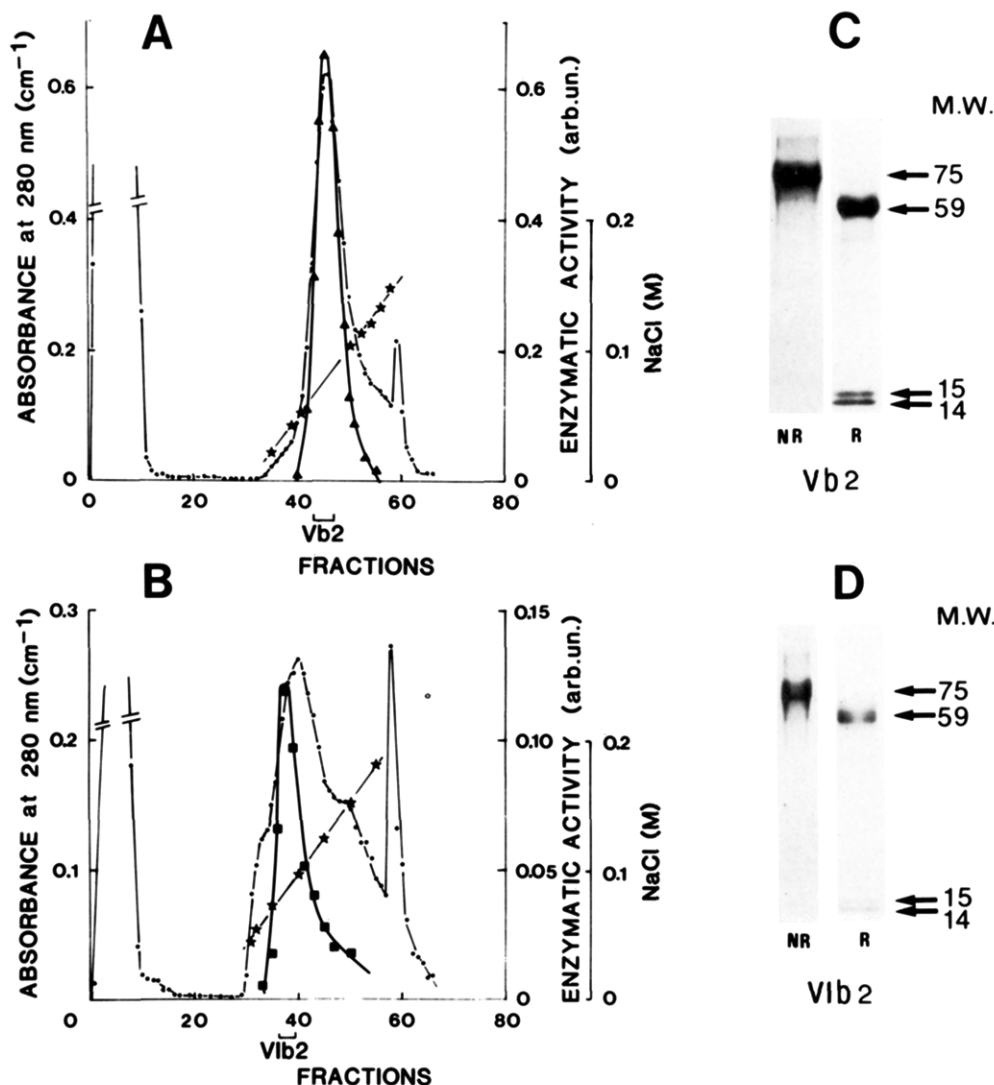 A
ABSORBANCE at 280 nm (cm⁻¹)
0.6
0.4
0.2
0
0.6
0.4
0.2
0
ENZYMATIC ACTIVITY (arb.un.)
0.2
0.1
0
NaCl (M)
0 20 40 60 80
Vb2
FRACTIONS
B
ABSORBANCE at 280 nm (cm⁻¹)
0.3
0.2
0.1
0
0.15
0.10
0.05
0
ENZYMATIC ACTIVITY (arb.un.)
0.2
0.1
0
NaCl (M)
0 20 40 60 80
VIb2
FRACTIONS
C
M.W.
75
59
15
14
NR R
Vb2
D
M.W.
75
59
15
14
NR R
VIb2